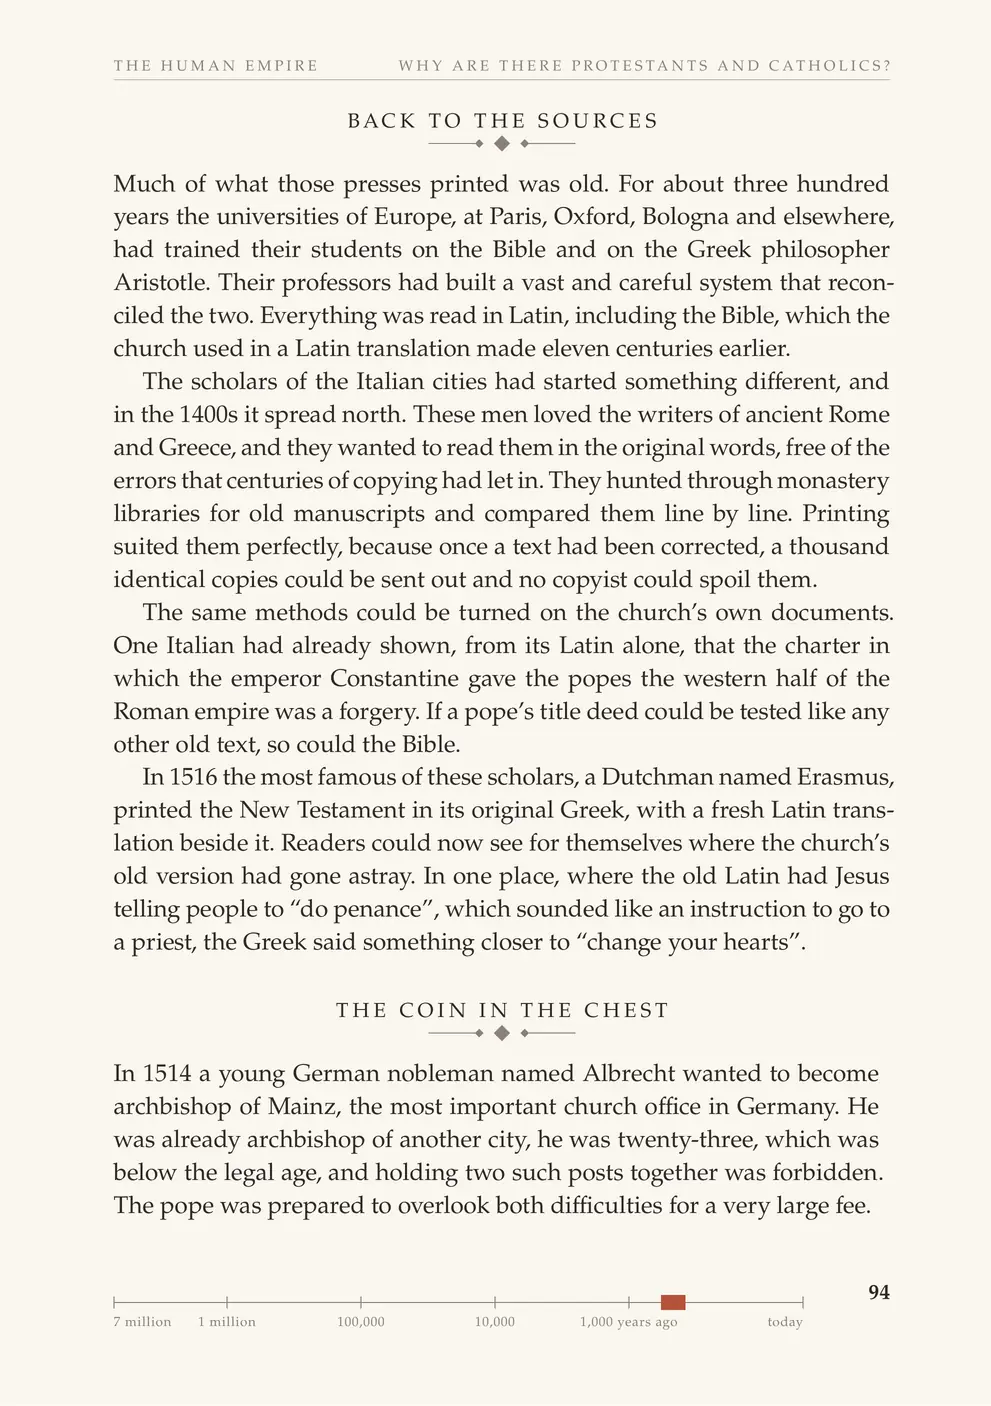 THE HUMAN EMPIRE WHY ARE THERE PROTESTANTS AND CATHOLICS?
BACK TO THE SOURCES
Much of what those presses printed was old. For about three hundred
years the universities of Europe, at Paris, Oxford, Bologna and elsewhere,
had trained their students on the Bible and on the Greek philosopher
Aristotle. Their professors had built a vast and careful system that recon-
ciled the two. Everything was read in Latin, including the Bible, which the
church used in a Latin translation made eleven centuries earlier.
The scholars of the Italian cities had started something different, and
in the 1400s it spread north. These men loved the writers of ancient Rome
and Greece, and they wanted to read them in the original words, free of the
errors that centuries of copying had let in. They hunted through monastery
libraries for old manuscripts and compared them line by line. Printing
suited them perfectly, because once a text had been corrected, a thousand
identical copies could be sent out and no copyist could spoil them.
The same methods could be turned on the church’s own documents.
One Italian had already shown, from its Latin alone, that the charter in
which the emperor Constantine gave the popes the western half of the
Roman empire was a forgery. If a pope’s title deed could be tested like any
other old text, so could the Bible.
In 1516 the most famous of these scholars, a Dutchman named Erasmus,
printed the New Testament in its original Greek, with a fresh Latin trans-
lation beside it. Readers could now see for themselves where the church’s
old version had gone astray. In one place, where the old Latin had Jesus
telling people to “do penance”, which sounded like an instruction to go to
a priest, the Greek said something closer to “change your hearts”.
THE COIN IN THE CHEST
In 1514 a young German nobleman named Albrecht wanted to become
archbishop of Mainz, the most important church office in Germany. He
was already archbishop of another city, he was twenty-three, which was
below the legal age, and holding two such posts together was forbidden.
The pope was prepared to overlook both difficulties for a very large fee.
94
7 million 1 million 100,000 10,000 1,000 years ago today